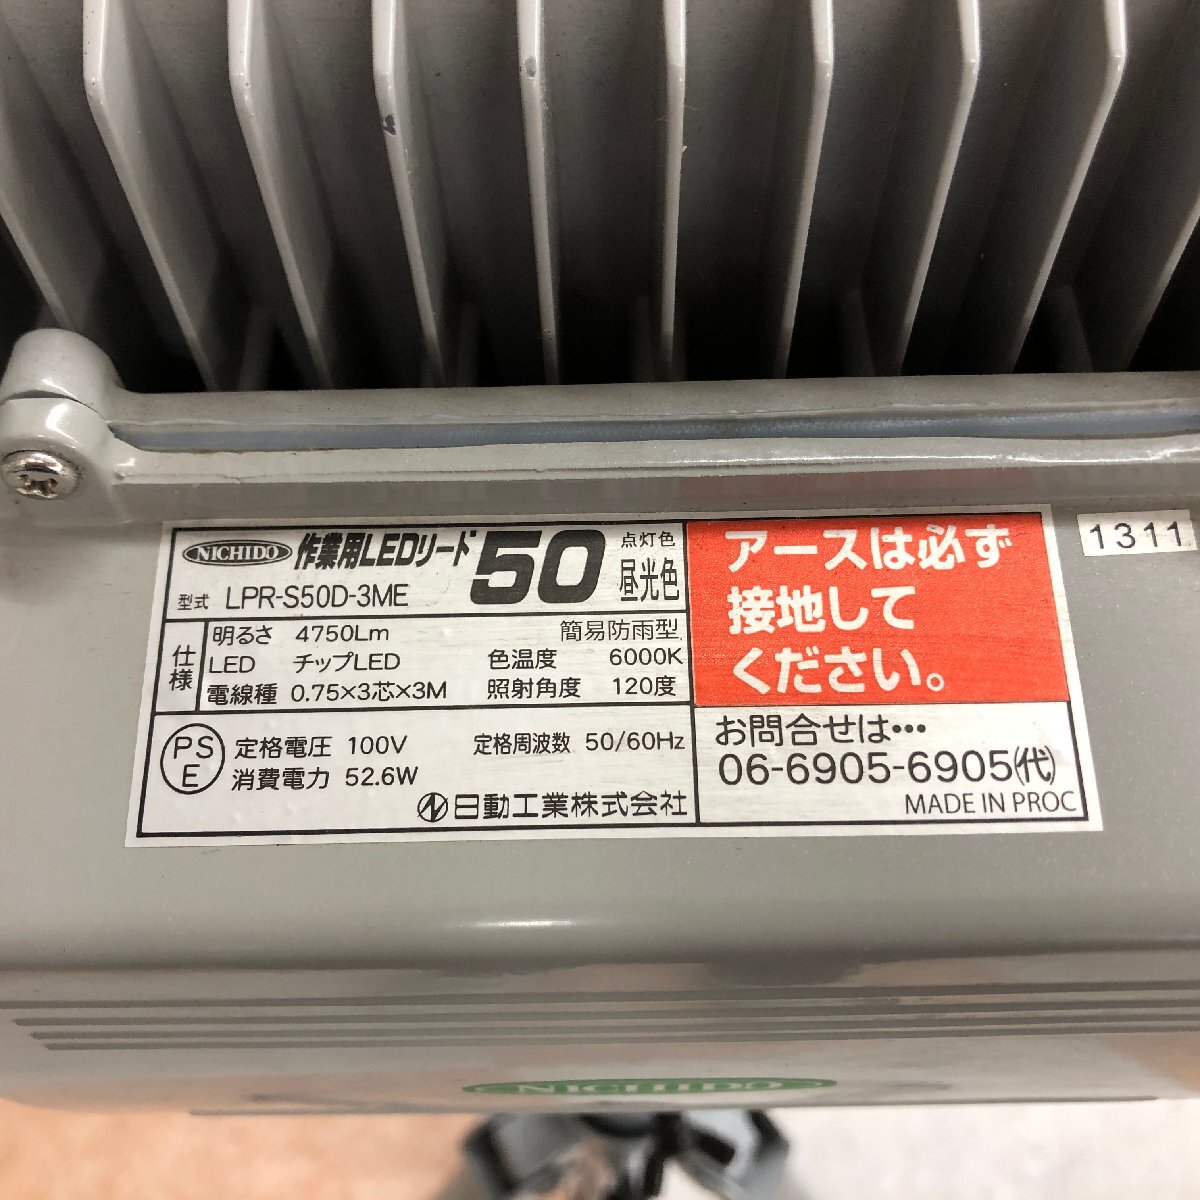 NICHIDO 作業用LEDリード 50 点灯色 昼光色
型式 LPR-S50D-3ME
仕様
明るさ 4750Lm 簡易防雨型
LED チップLED 色温度 6000K
電線種 0.75×3芯×3M 照射角度 120度
PSE
定格電圧 100V 定格周波数 50/60Hz
消費電力 52.6W
日動工業株式会社
アースは必ず
接地して
ください。
お問合せは…
06-6905-6905(代)
MADE IN PROC
1311
NICHIDO